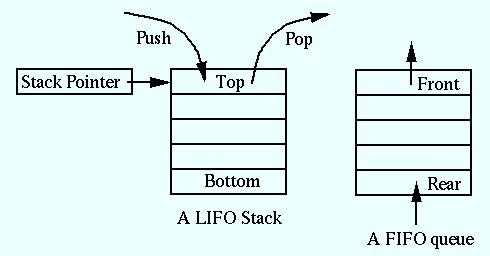 Push
Pop
Stack Pointer
Top
Front
Bottom
Rear
A LIFO Stack
A FIFO queue